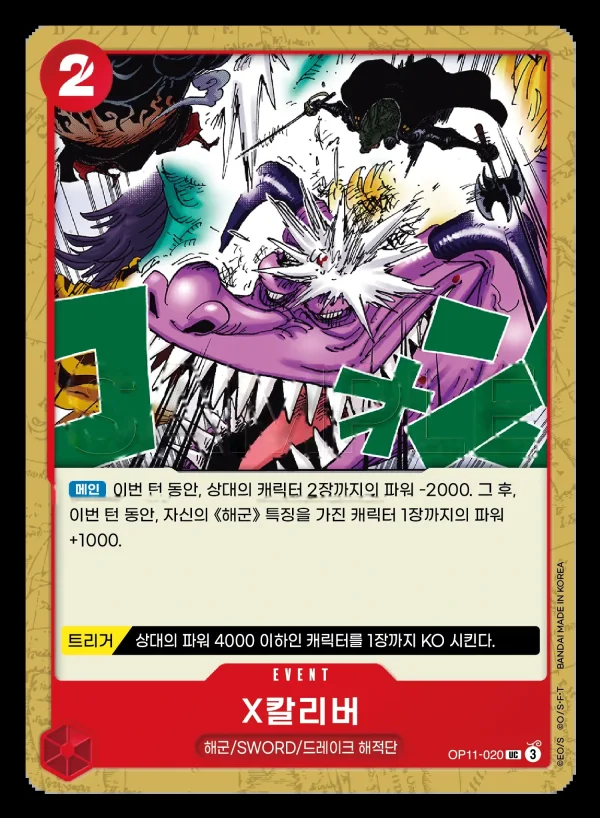 2
SAMPLE
메인 이번 턴 동안, 상대의 캐릭터 2장까지의 파워 -2000. 그 후,
이번 턴 동안, 자신의 《해군》 특징을 가진 캐릭터 1장까지의 파워
+1000.
트리거 상대의 파워 4000 이하인 캐릭터를 1장까지 KO 시킨다.
EVENT
X칼리버
해군/SWORD/드레이크 해적단
OP11-020 UC 3
©EO/S ©O/S·F·T BANDAI MADE IN KOREA